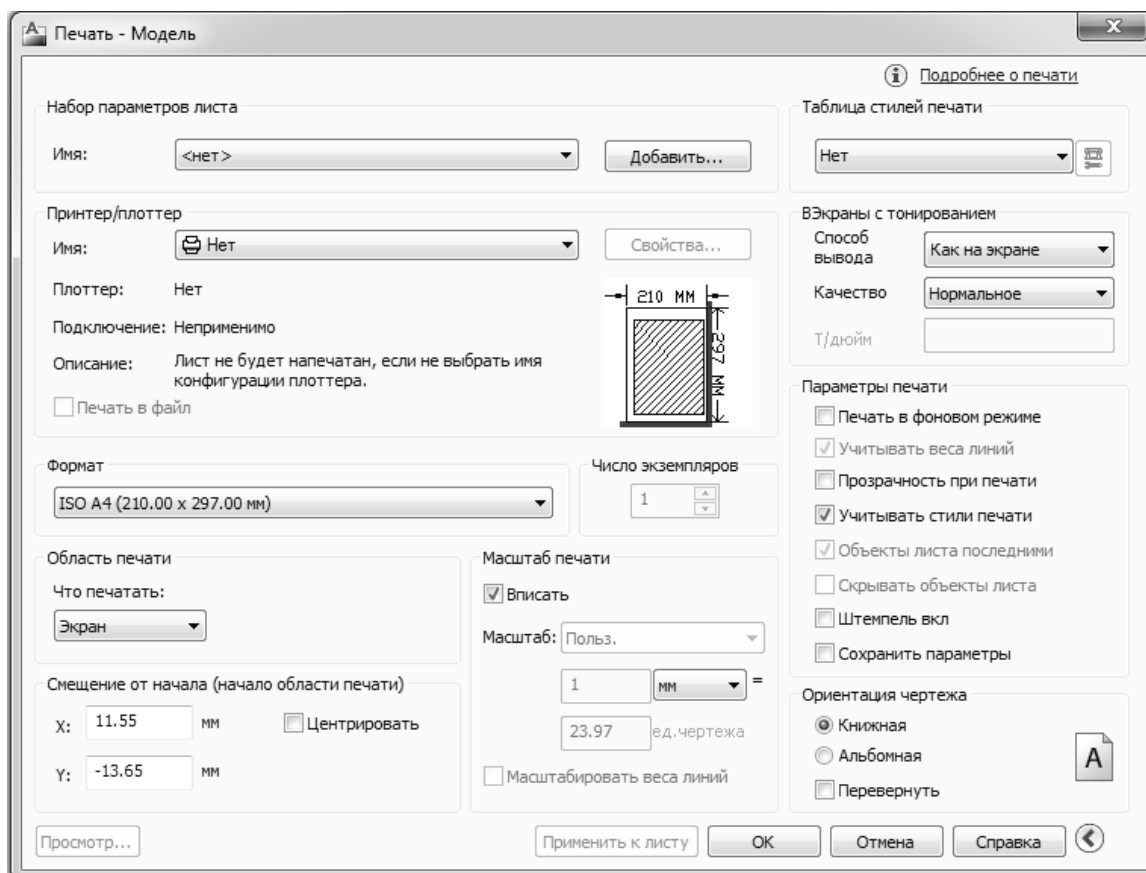 Печать - Модель
Подробнее о печати
Набор параметров листа
Имя:
<нет>
Добавить...
Таблица стилей печати
Нет
Принтер/плоттер
Имя:
Нет
Свойства...
Плоттер:
Нет
Подключение:
Неприменимо
Описание:
Лист не будет напечатан, если не выбрать имя
конфигурации плоттера.
Печать в файл
210 MM
297 MM
ВЭкраны с тонированием
Способ
вывода
Как на экране
Качество
Нормальное
Т/дюйм
Формат
ISO A4 (210.00 x 297.00 мм)
Число экземпляров
1
Параметры печати
Печать в фоновом режиме
Учитывать веса линий
Прозрачность при печати
Учитывать стили печати
Объекты листа последними
Скрывать объекты листа
Штемпель вкл
Сохранить параметры
Область печати
Что печатать:
Экран
Масштаб печати
Вписать
Масштаб:
Польз.
1
мм
=
23.97
ед.чертежа
Масштабировать веса линий
Смещение от начала (начало области печати)
X:
11.55
мм
Центрировать
Y:
-13.65
мм
Ориентация чертежа
Книжная
Альбомная
Перевернуть
A
Просмотр...
Применить к листу
ОК
Отмена
Справка